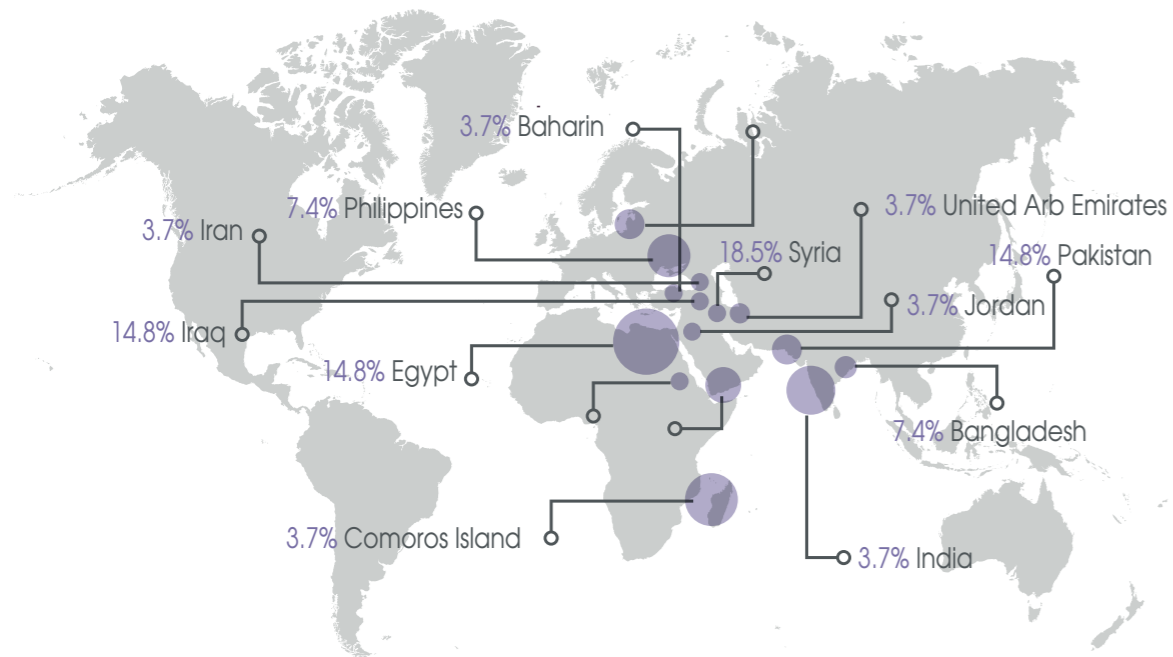 3.7% Baharin
7.4% Philippines
3.7% United Arb Emirates
3.7% Iran
18.5% Syria
14.8% Pakistan
3.7% Jordan
14.8% Iraq
14.8% Egypt
7.4% Bangladesh
3.7% Comoros Island
3.7% India